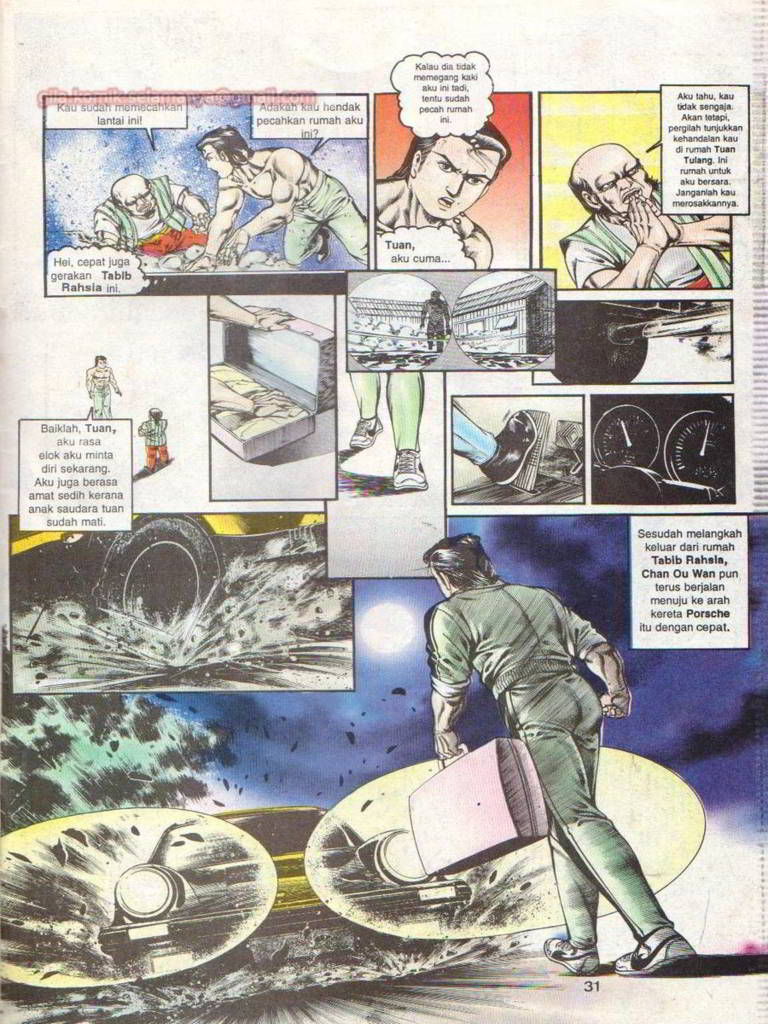 Kau sudah memecahkan
lantai ini!
Adakah kau hendak
pecahkan rumah aku
ini?
Hei, cepat juga
gerakan Tabib
Rahsia ini.
Kalau dia tidak
memegang kaki
aku ini tadi,
tentu sudah
pecah rumah
ini.
Tuan,
aku cuma...
Aku tahu, kau
tidak sengaja.
Akan tetapi,
pergilah tunjukkan
kehandalan kau
di rumah Tuan
Tulang. Ini
rumah untuk
aku bersara.
Janganlah kau
merosakkannya.
Baiklah, Tuan,
aku rasa
elok aku minta
diri sekarang.
Aku juga berasa
amat sedih kerana
anak saudara tuan
sudah mati.
Sesudah melangkah
keluar dari rumah
Tabib Rahsia,
Chan Ou Wan pun
terus berjalan
menuju ke arah
kereta Porsche
itu dengan cepat.
31